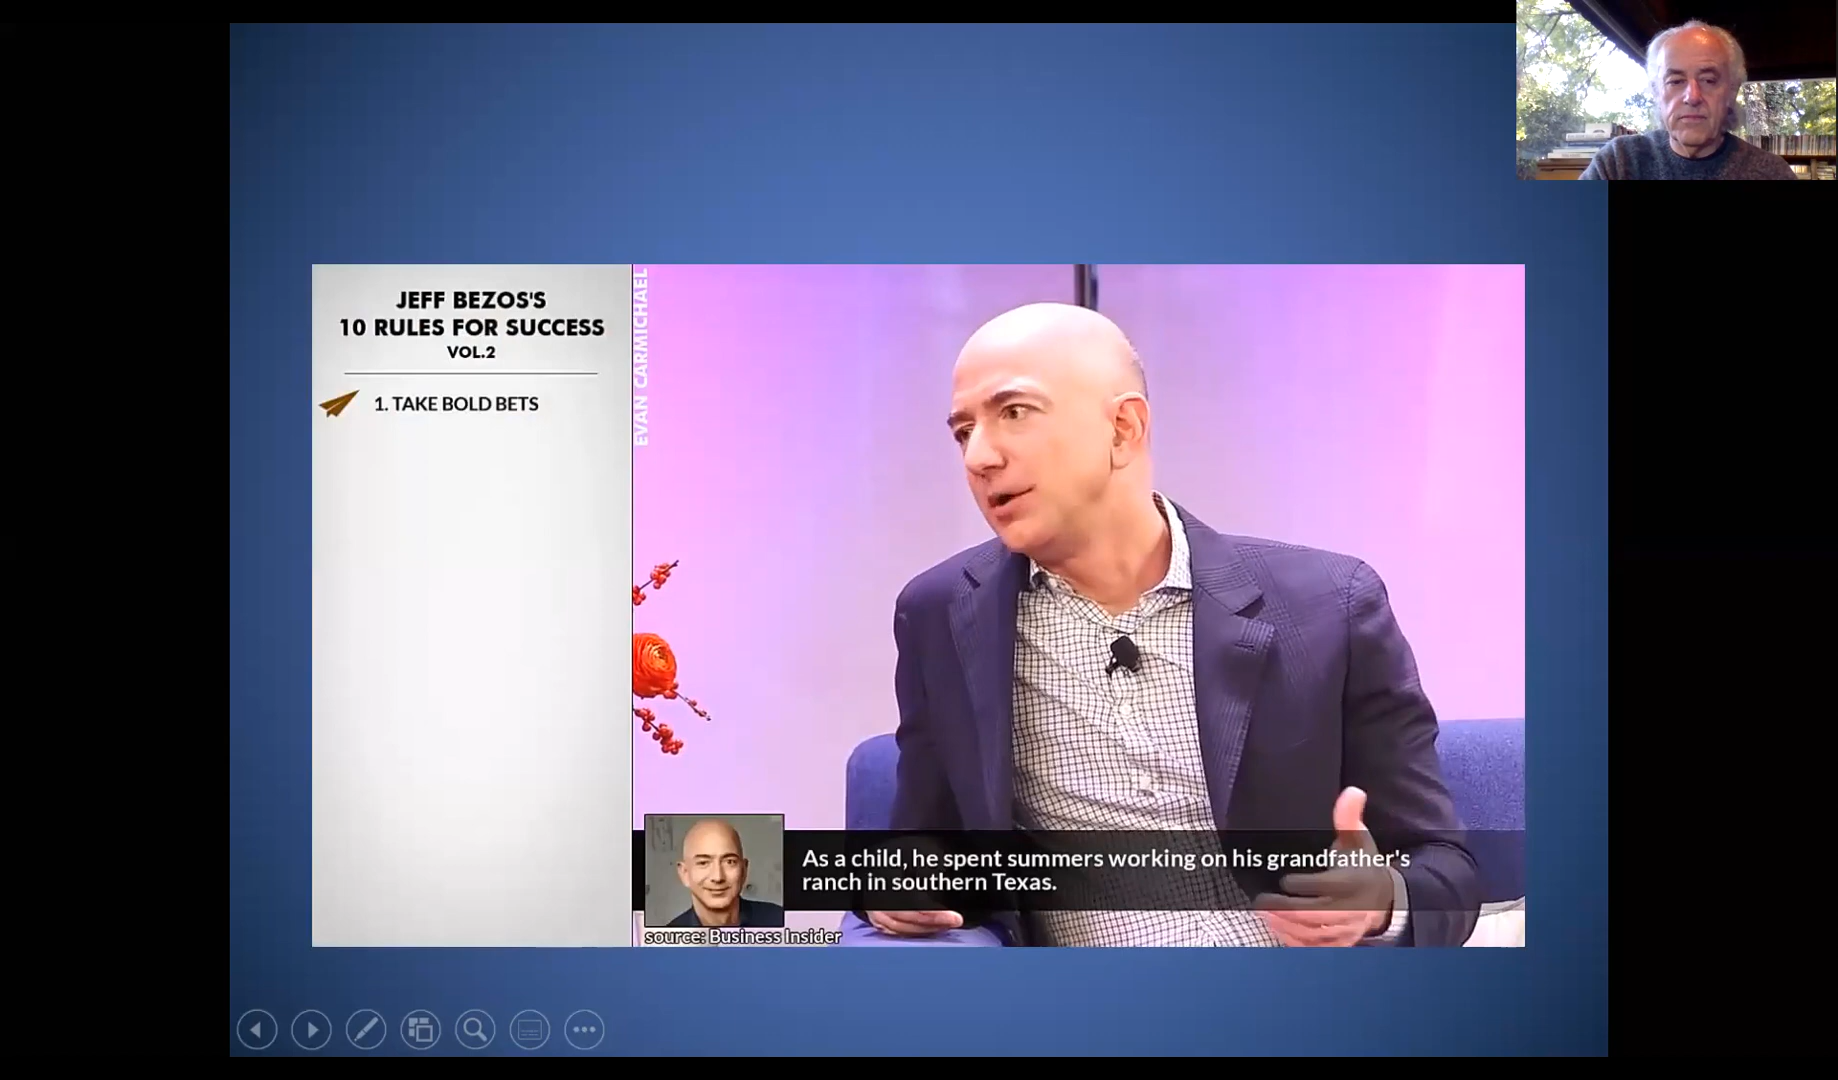 JEFF BEZOS'S
10 RULES FOR SUCCESS
VOL.2
1. TAKE BOLD BETS
EVAN CARMICHAEL
As a child, he spent summers working on his grandfather's
ranch in southern Texas.
source: Business Insider